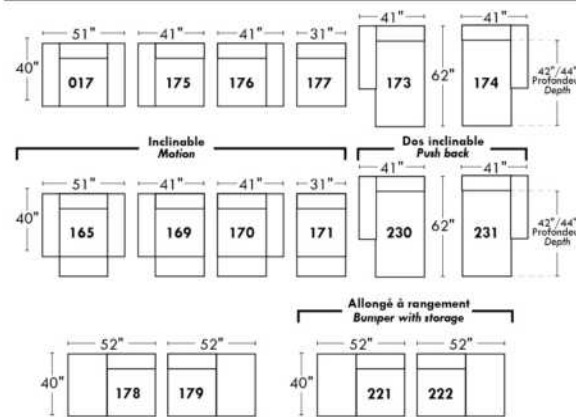 51" 41" 41" 31" 41" 41"
40" 017 175 176 177 173 62" 174 42"/44"
Profondeur
Depth
Inclinable
Motion
Dos inclinable
Push back
51" 41" 41" 31" 41" 41"
40" 165 169 170 171 230 62" 231 42"/44"
Profondeur
Depth
Allongé à rangement
Bumper with storage
52" 52" 52" 52"
40" 178 179 40" 221 222